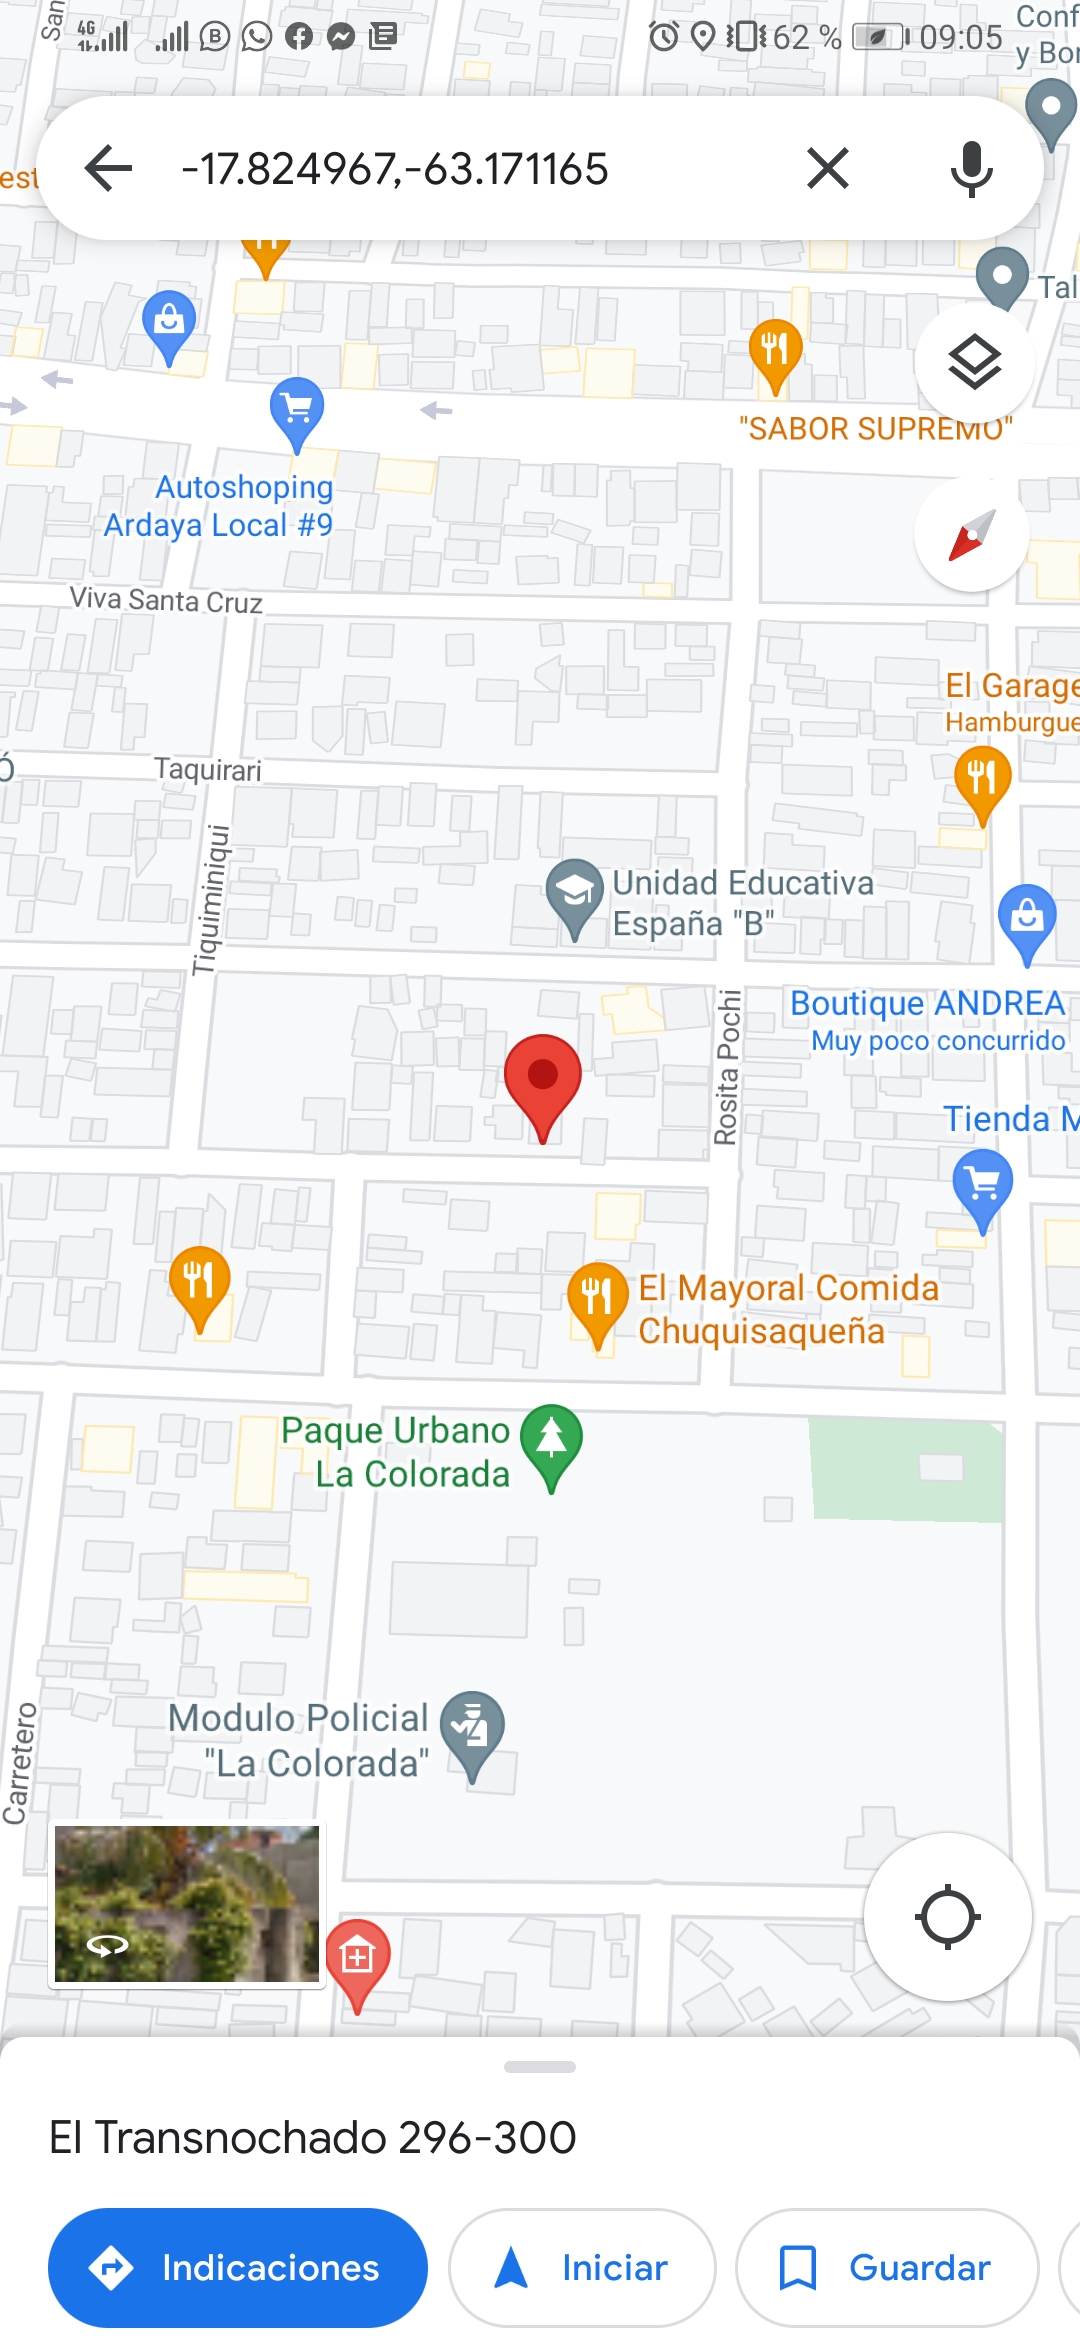 San
4G
62 %
09:05
Conf
y Bor
-17.824967,-63.171165
est
Tal
"SABOR SUPREMO"
Autoshoping
Ardaya Local #9
Viva Santa Cruz
El Garage
Hamburgue
Taquirari
ó
Tiquiminiqui
Unidad Educativa
España "B"
Rosita Pochi
Boutique ANDREA
Muy poco concurrido
Tienda M
El Mayoral Comida
Chuquisaqueña
Paque Urbano
La Colorada
Modulo Policial
"La Colorada"
Carretero
El Transnochado 296-300
Indicaciones
Iniciar
Guardar